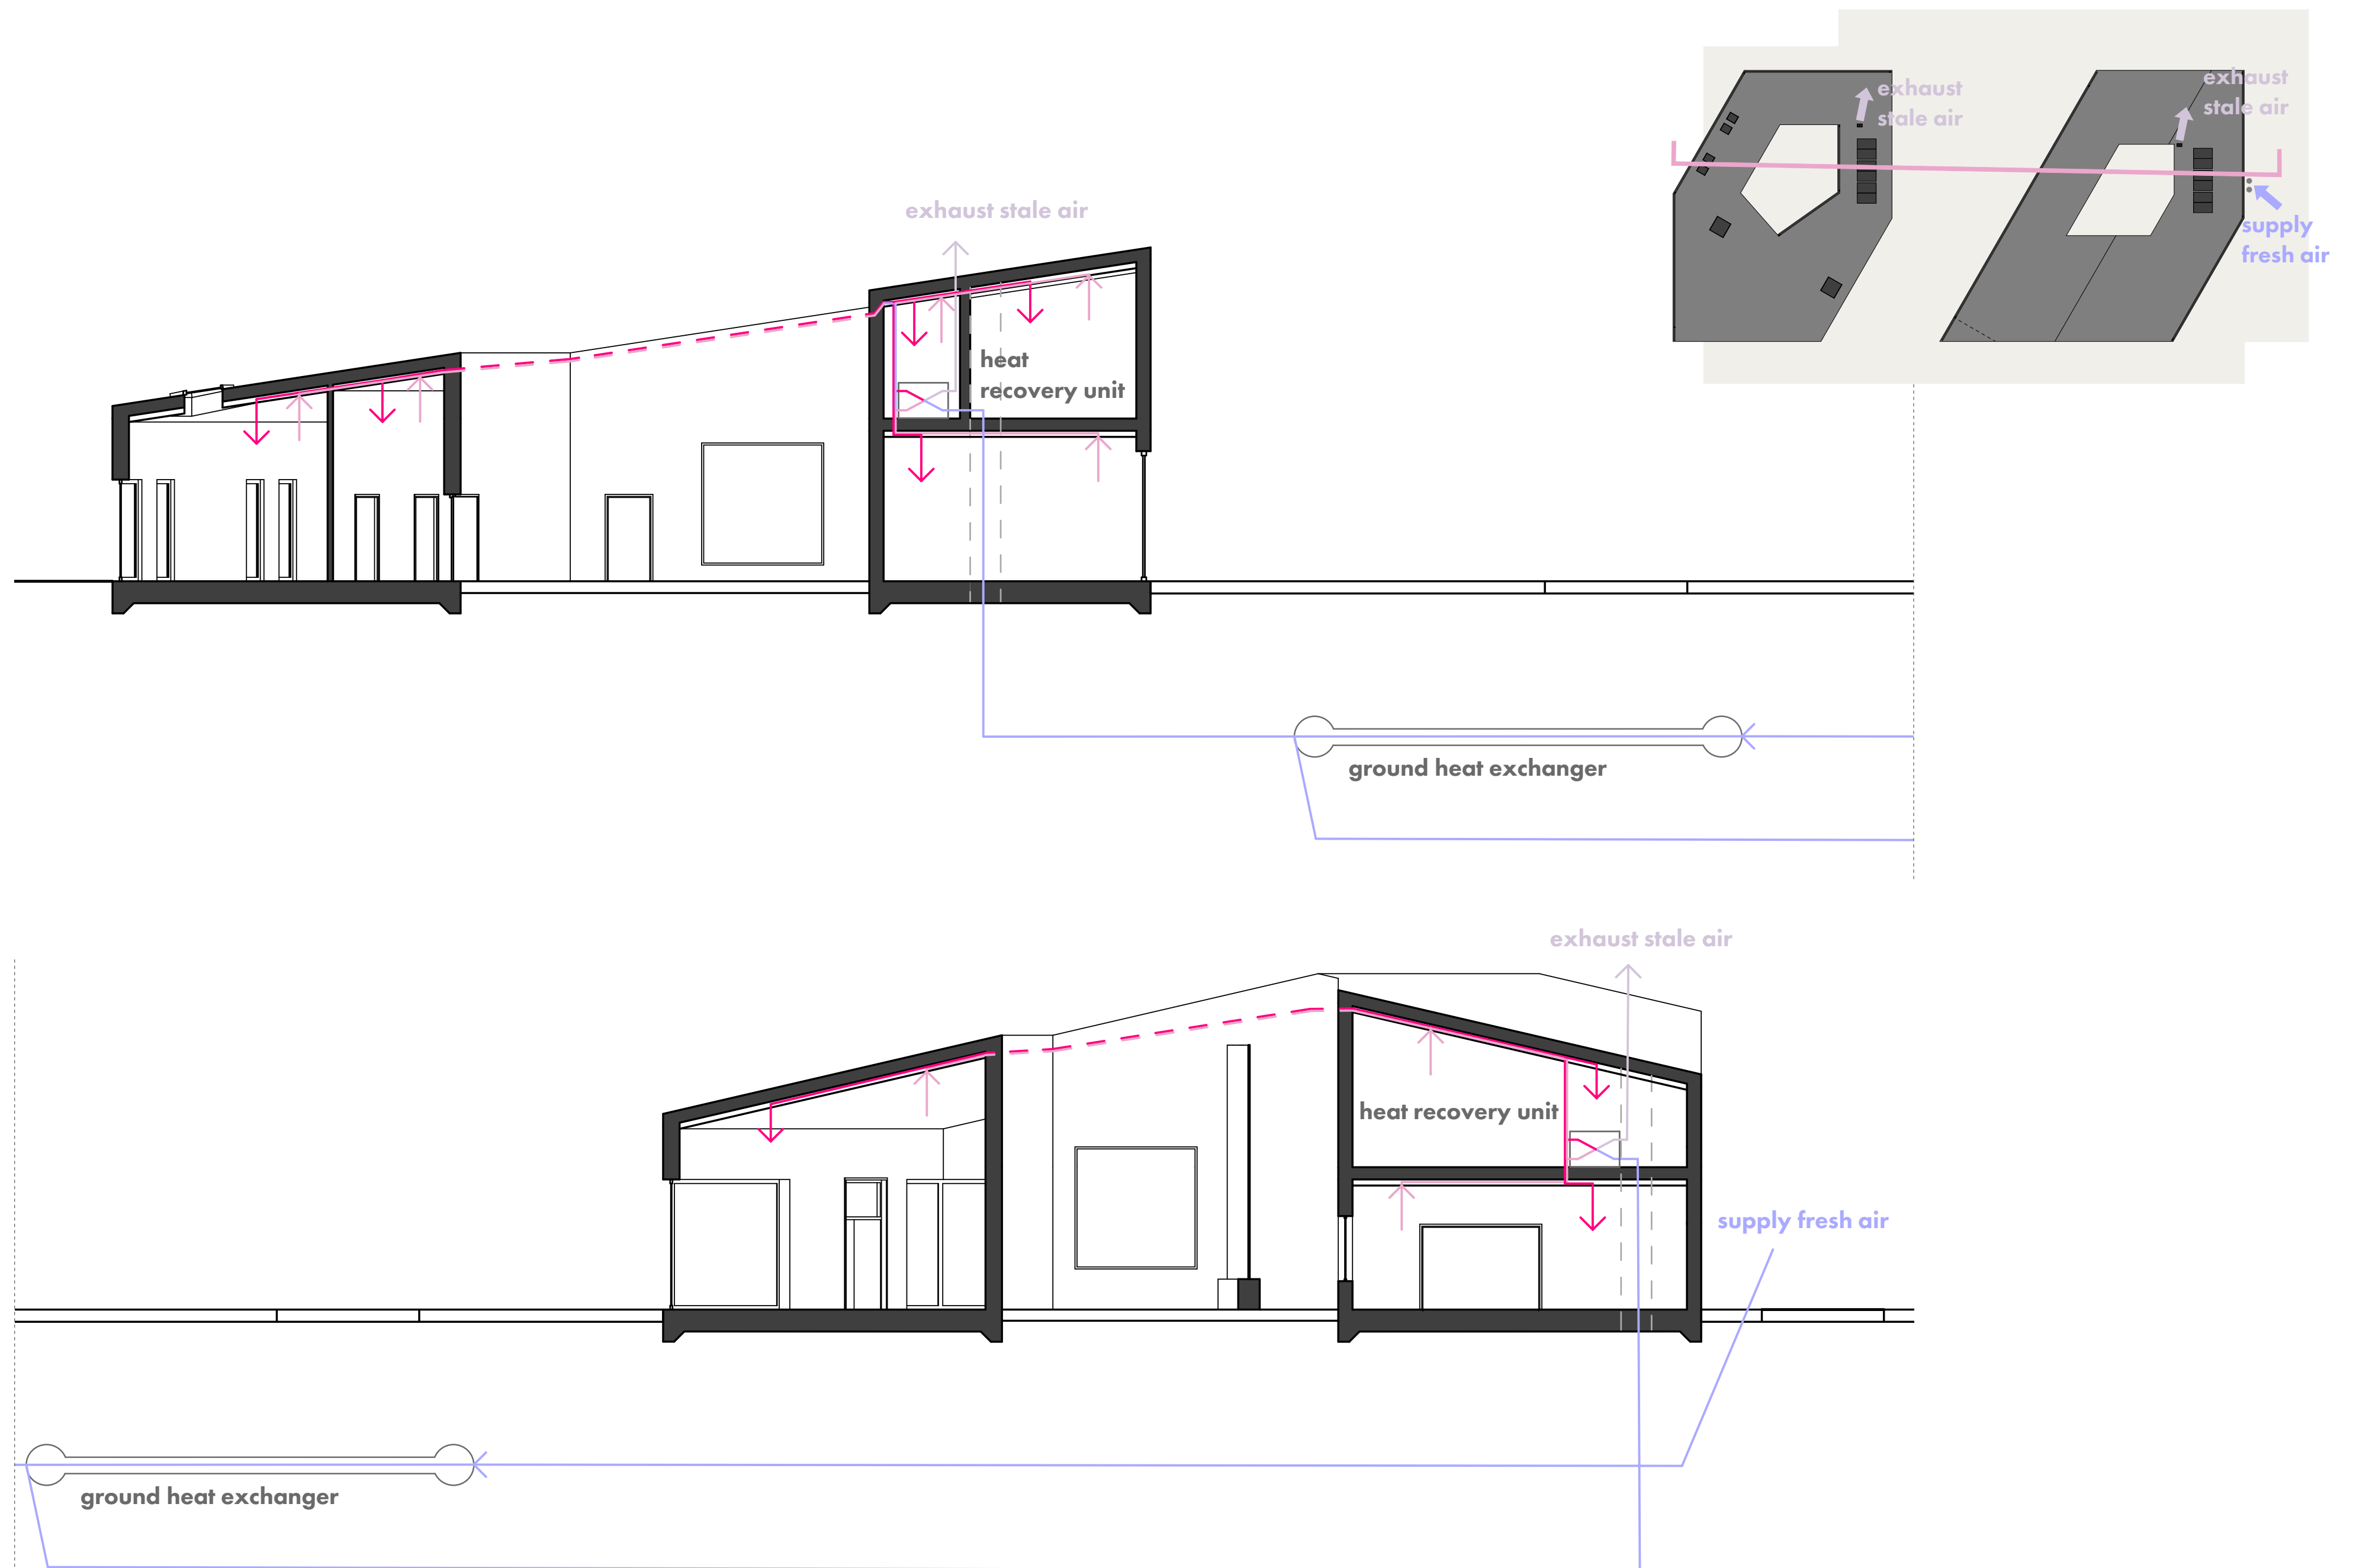 exhaust
stale air
exhaust
stale air
supply
fresh air
exhaust stale air
heat
recovery unit
ground heat exchanger
exhaust stale air
heat recovery unit
supply fresh air
ground heat exchanger